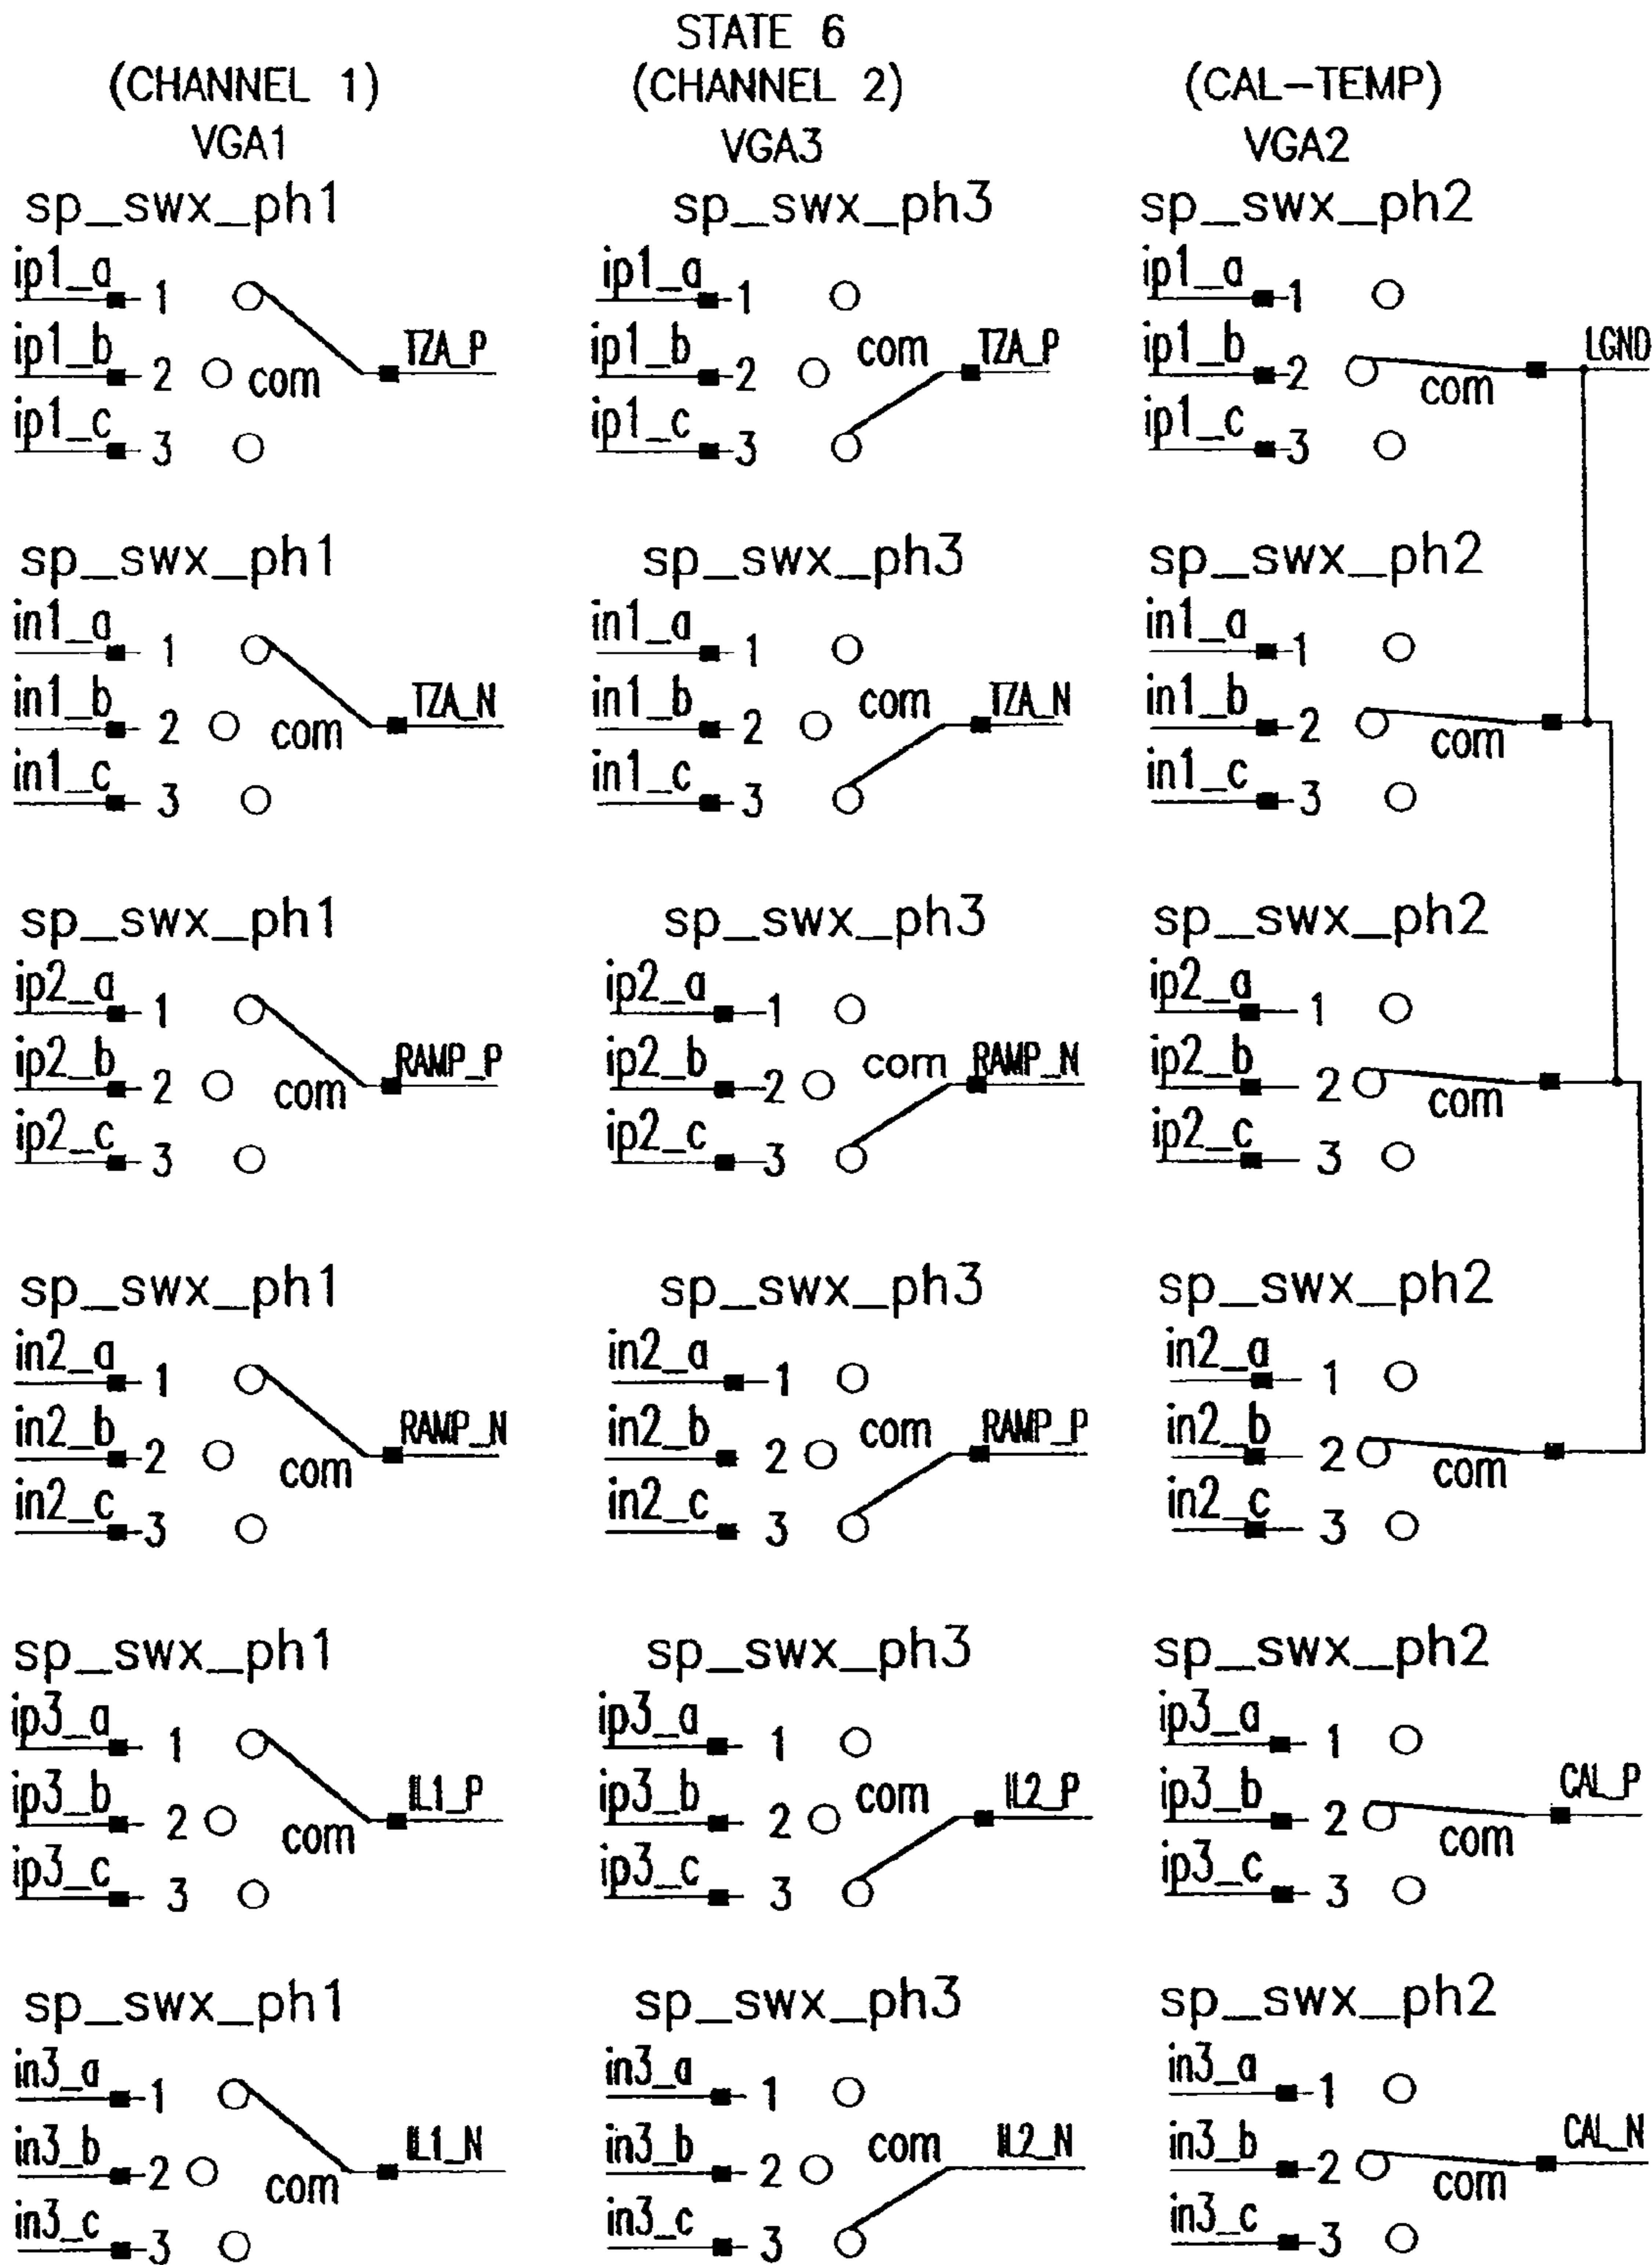 STATE 6
(CHANNEL 1) (CHANNEL 2) (CAL-TEMP)
VGA1 VGA3 VGA2
sp_swx_ph1 sp_swx_ph3 sp_swx_ph2
ip1_a 1 ip1_a 1 ip1_a 1
ip1_b 2 com TZA_P ip1_b 2 com TZA_P ip1_b 2 com LGND
ip1_c 3 ip1_c 3 ip1_c 3
sp_swx_ph1 sp_swx_ph3 sp_swx_ph2
in1_a 1 in1_a 1 in1_a 1
in1_b 2 com TZA_N in1_b 2 com TZA_N in1_b 2 com
in1_c 3 in1_c 3 in1_c 3
sp_swx_ph1 sp_swx_ph3 sp_swx_ph2
ip2_a 1 ip2_a 1 ip2_a 1
ip2_b 2 com RAMP_P ip2_b 2 com RAMP_N ip2_b 2 com
ip2_c 3 ip2_c 3 ip2_c 3
sp_swx_ph1 sp_swx_ph3 sp_swx_ph2
in2_a 1 in2_a 1 in2_a 1
in2_b 2 com RAMP_N in2_b 2 com RAMP_P in2_b 2 com
in2_c 3 in2_c 3 in2_c 3
sp_swx_ph1 sp_swx_ph3 sp_swx_ph2
ip3_a 1 ip3_a 1 ip3_a 1
ip3_b 2 com IL1_P ip3_b 2 com IL2_P ip3_b 2 com CAL_P
ip3_c 3 ip3_c 3 ip3_c 3
sp_swx_ph1 sp_swx_ph3 sp_swx_ph2
in3_a 1 in3_a 1 in3_a 1
in3_b 2 com IL1_N in3_b 2 com IL2_N in3_b 2 com CAL_N
in3_c 3 in3_c 3 in3_c 3